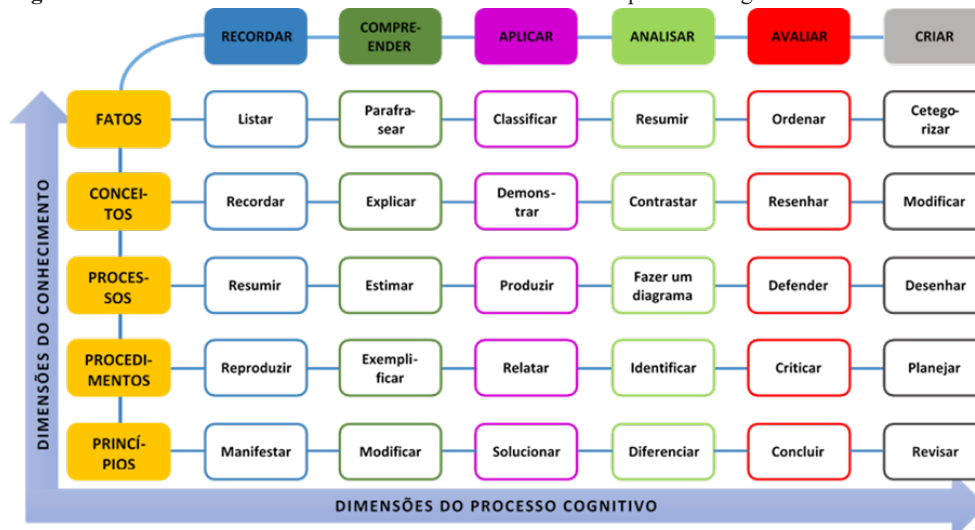 RECORDAR
COMPRE-
ENDER
APLICAR
ANALISAR
AVALIAR
CRIAR
FATOS
Listar
Parafra-
sear
Classificar
Resumir
Ordenar
Cetego-
rizar
CONCEI-
TOS
Recordar
Explicar
Demons-
trar
Contrastar
Resenhar
Modificar
PROCES-
SOS
Resumir
Estimar
Produzir
Fazer um
diagrama
Defender
Desenhar
PROCEDI-
MENTOS
Reproduzir
Exempli-
ficar
Relatar
Identificar
Criticar
Planejar
PRINCÍ-
PIOS
Manifestar
Modificar
Solucionar
Diferenciar
Concluir
Revisar
DIMENSÕES DO CONHECIMENTO
DIMENSÕES DO PROCESSO COGNITIVO